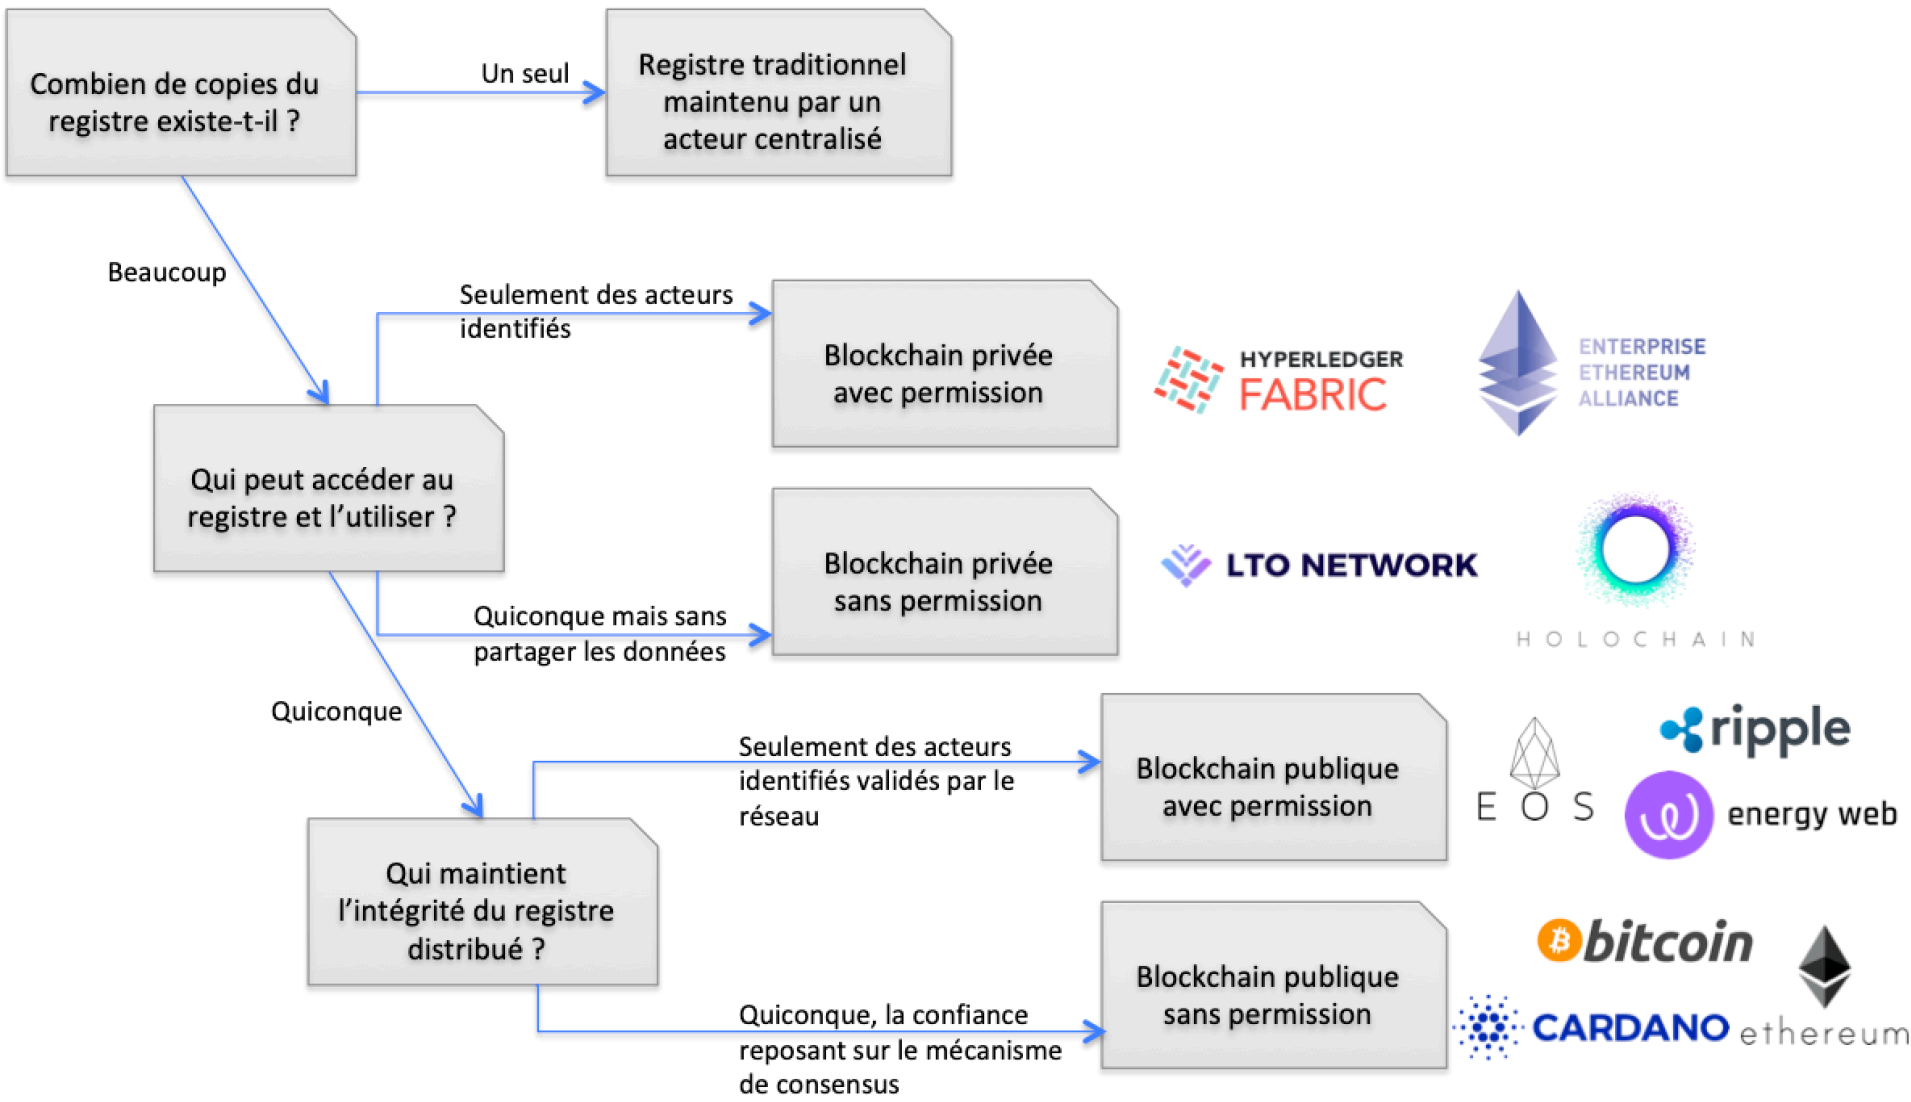 Combien de copies du
registre existe-t-il ?
Un seul
Registre traditionnel
maintenu par un
acteur centralisé
Beaucoup
Seulement des acteurs
identifiés
Blockchain privée
avec permission
HYPERLEDGER
FABRIC
ENTERPRISE
ETHEREUM
ALLIANCE
Qui peut accéder au
registre et l’utiliser ?
Quiconque mais sans
partager les données
Blockchain privée
sans permission
LTO NETWORK
HOLOCHAIN
Quiconque
Seulement des acteurs
identifiés validés par le
réseau
Blockchain publique
avec permission
EOS
ripple
energy web
Qui maintient
l’intégrité du registre
distribué ?
Quiconque, la confiance
reposant sur le mécanisme
de consensus
Blockchain publique
sans permission
bitcoin
CARDANO
ethereum